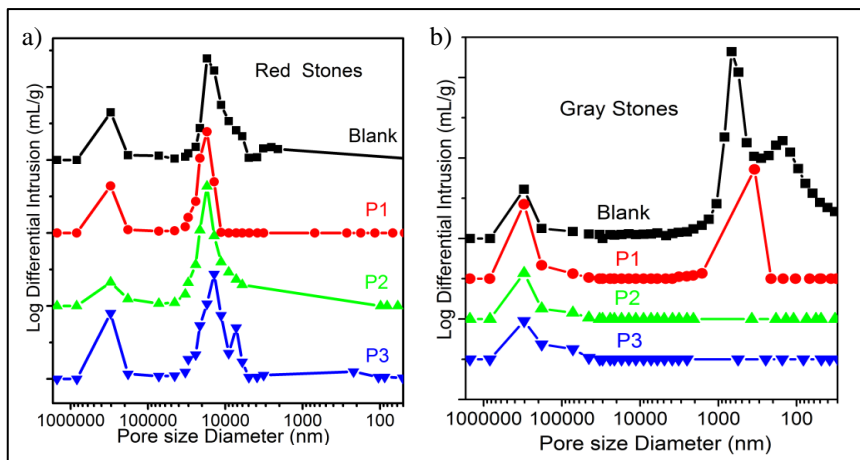 a)
Red Stones
Blank
P1
P2
P3
Log Differential Intrusion (mL/g)
1000000 100000 10000 1000 100
Pore size Diameter (nm)
b)
Gray Stones
Blank
P1
P2
P3
Log Differential Intrusion (mL/g)
1000000 10000 1000 100
Pore size Diameter (nm)